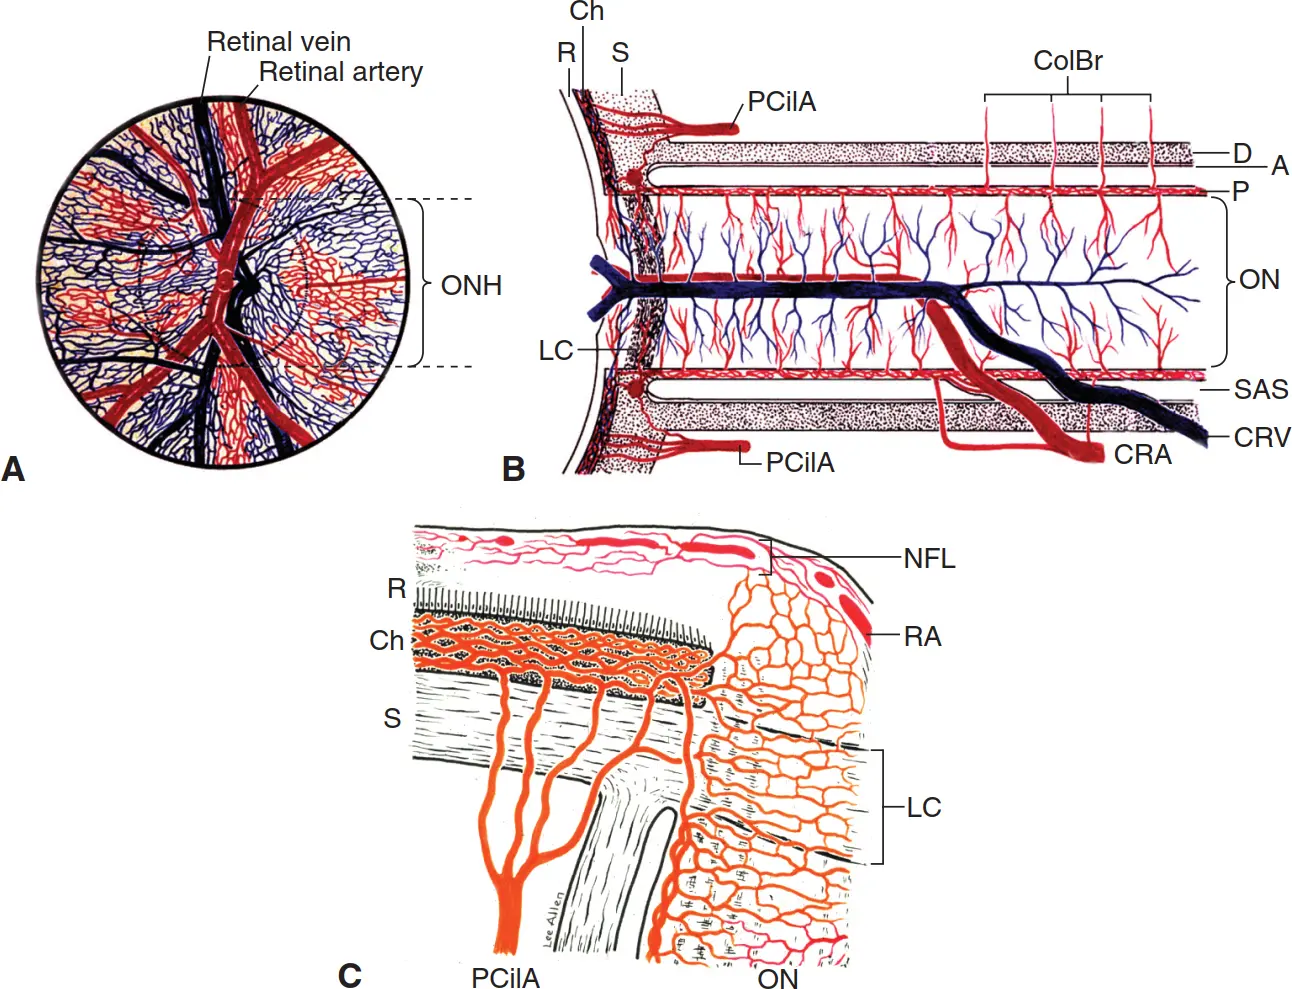 Retinal vein
Retinal artery
ONH
A
Ch
R
S
PCilA
ColBr
D
A
P
ON
LC
SAS
CRV
CRA
PCilA
B
NFL
R
Ch
RA
S
LC
Lee Allen
C
PCilA
ON